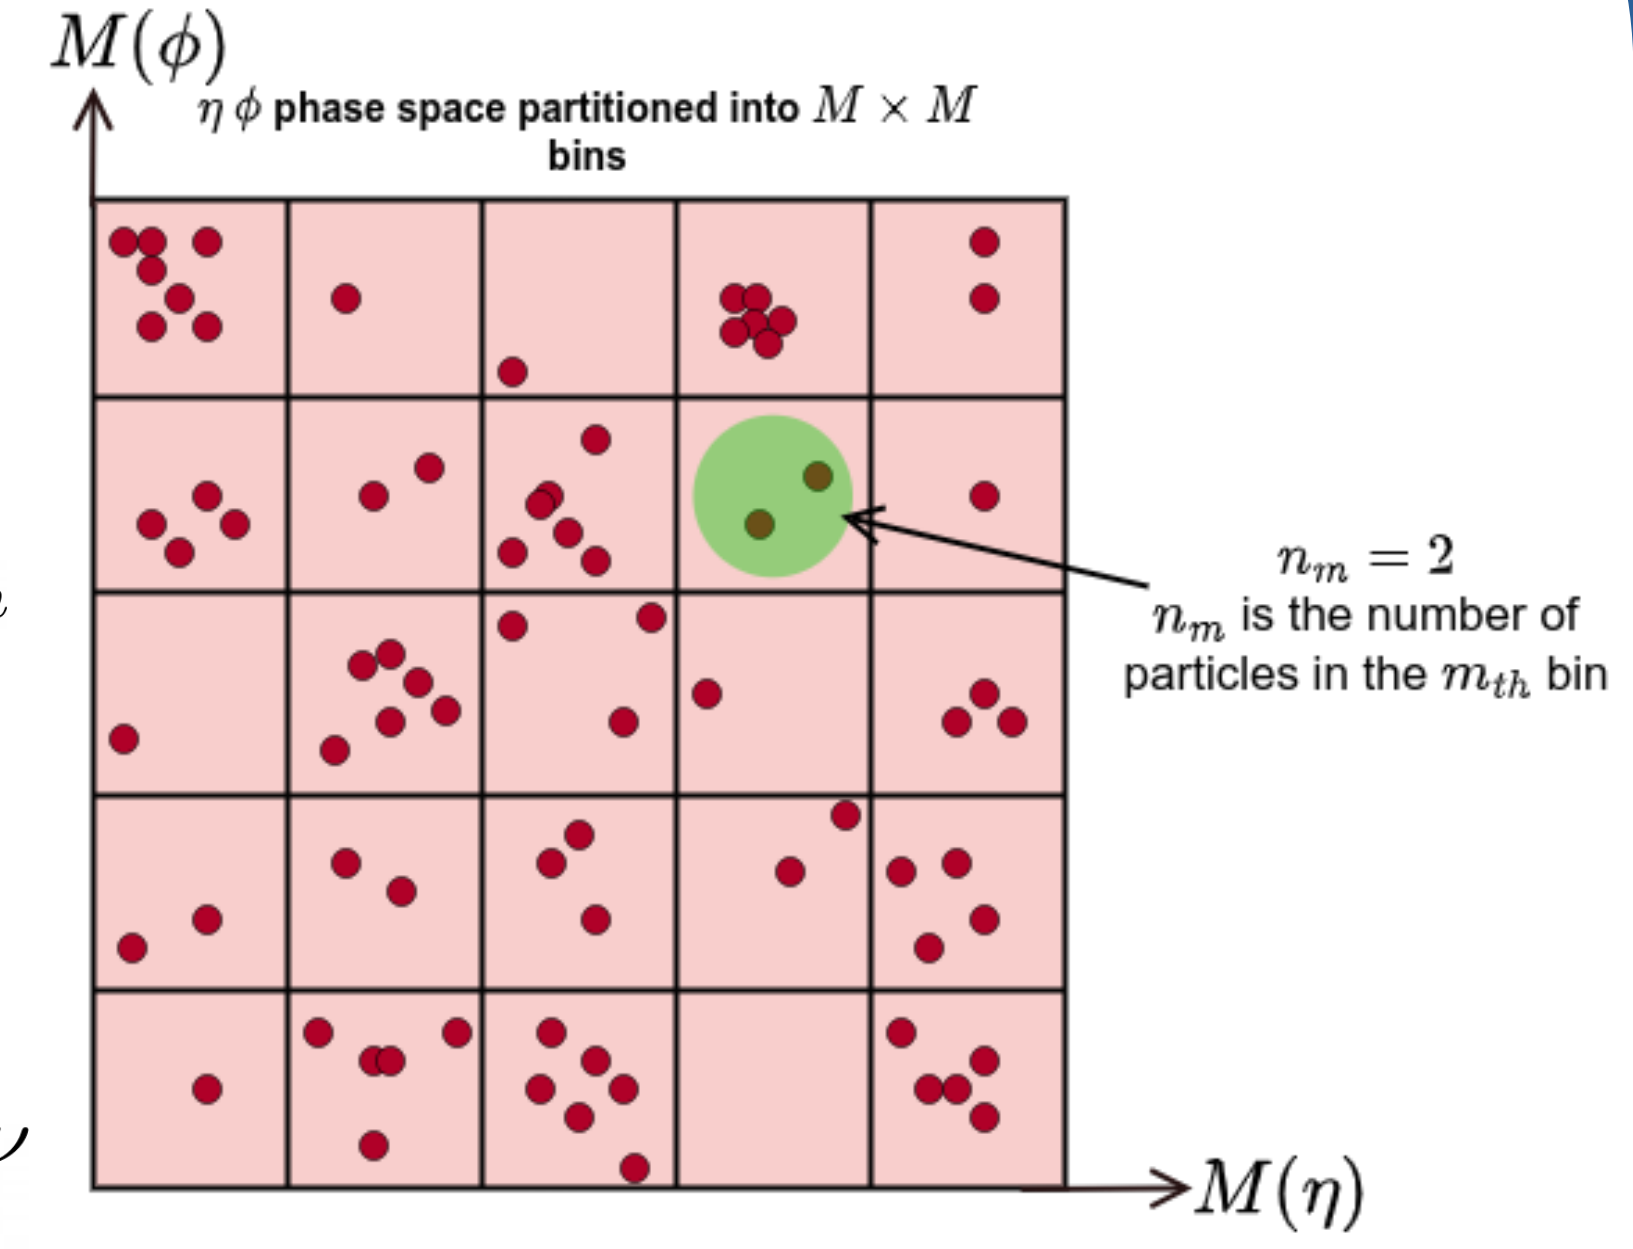 M(ϕ)
η ϕ phase space partitioned into M × M
bins
n_m = 2
n_m is the number of
particles in the m_th bin
M(η)